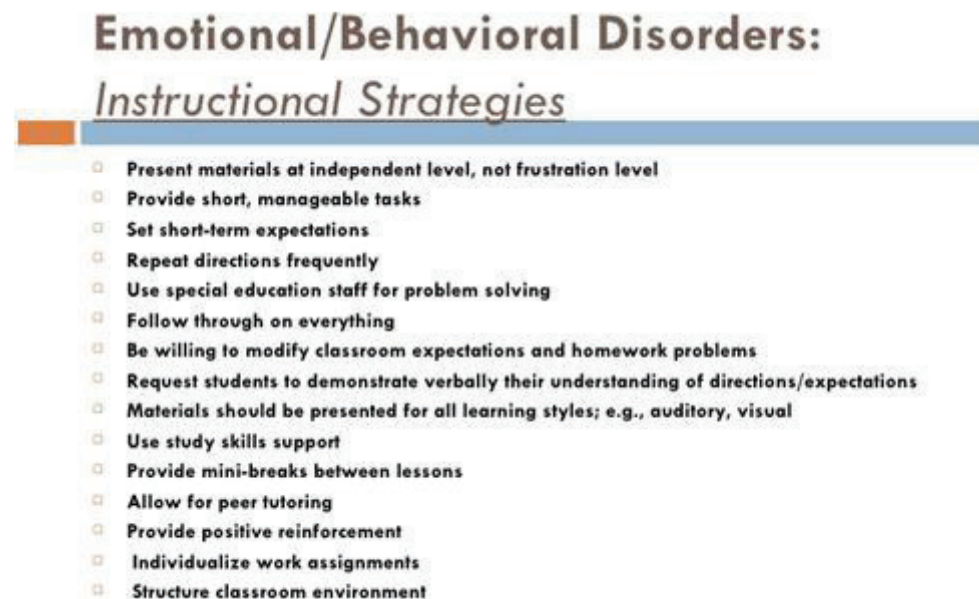 Emotional/Behavioral Disorders:
Instructional Strategies
Present materials at independent level, not frustration level
Provide short, manageable tasks
Set short-term expectations
Repeat directions frequently
Use special education staff for problem solving
Follow through on everything
Be willing to modify classroom expectations and homework problems
Request students to demonstrate verbally their understanding of directions/expectations
Materials should be presented for all learning styles; e.g., auditory, visual
Use study skills support
Provide mini-breaks between lessons
Allow for peer tutoring
Provide positive reinforcement
Individualize work assignments
Structure classroom environment